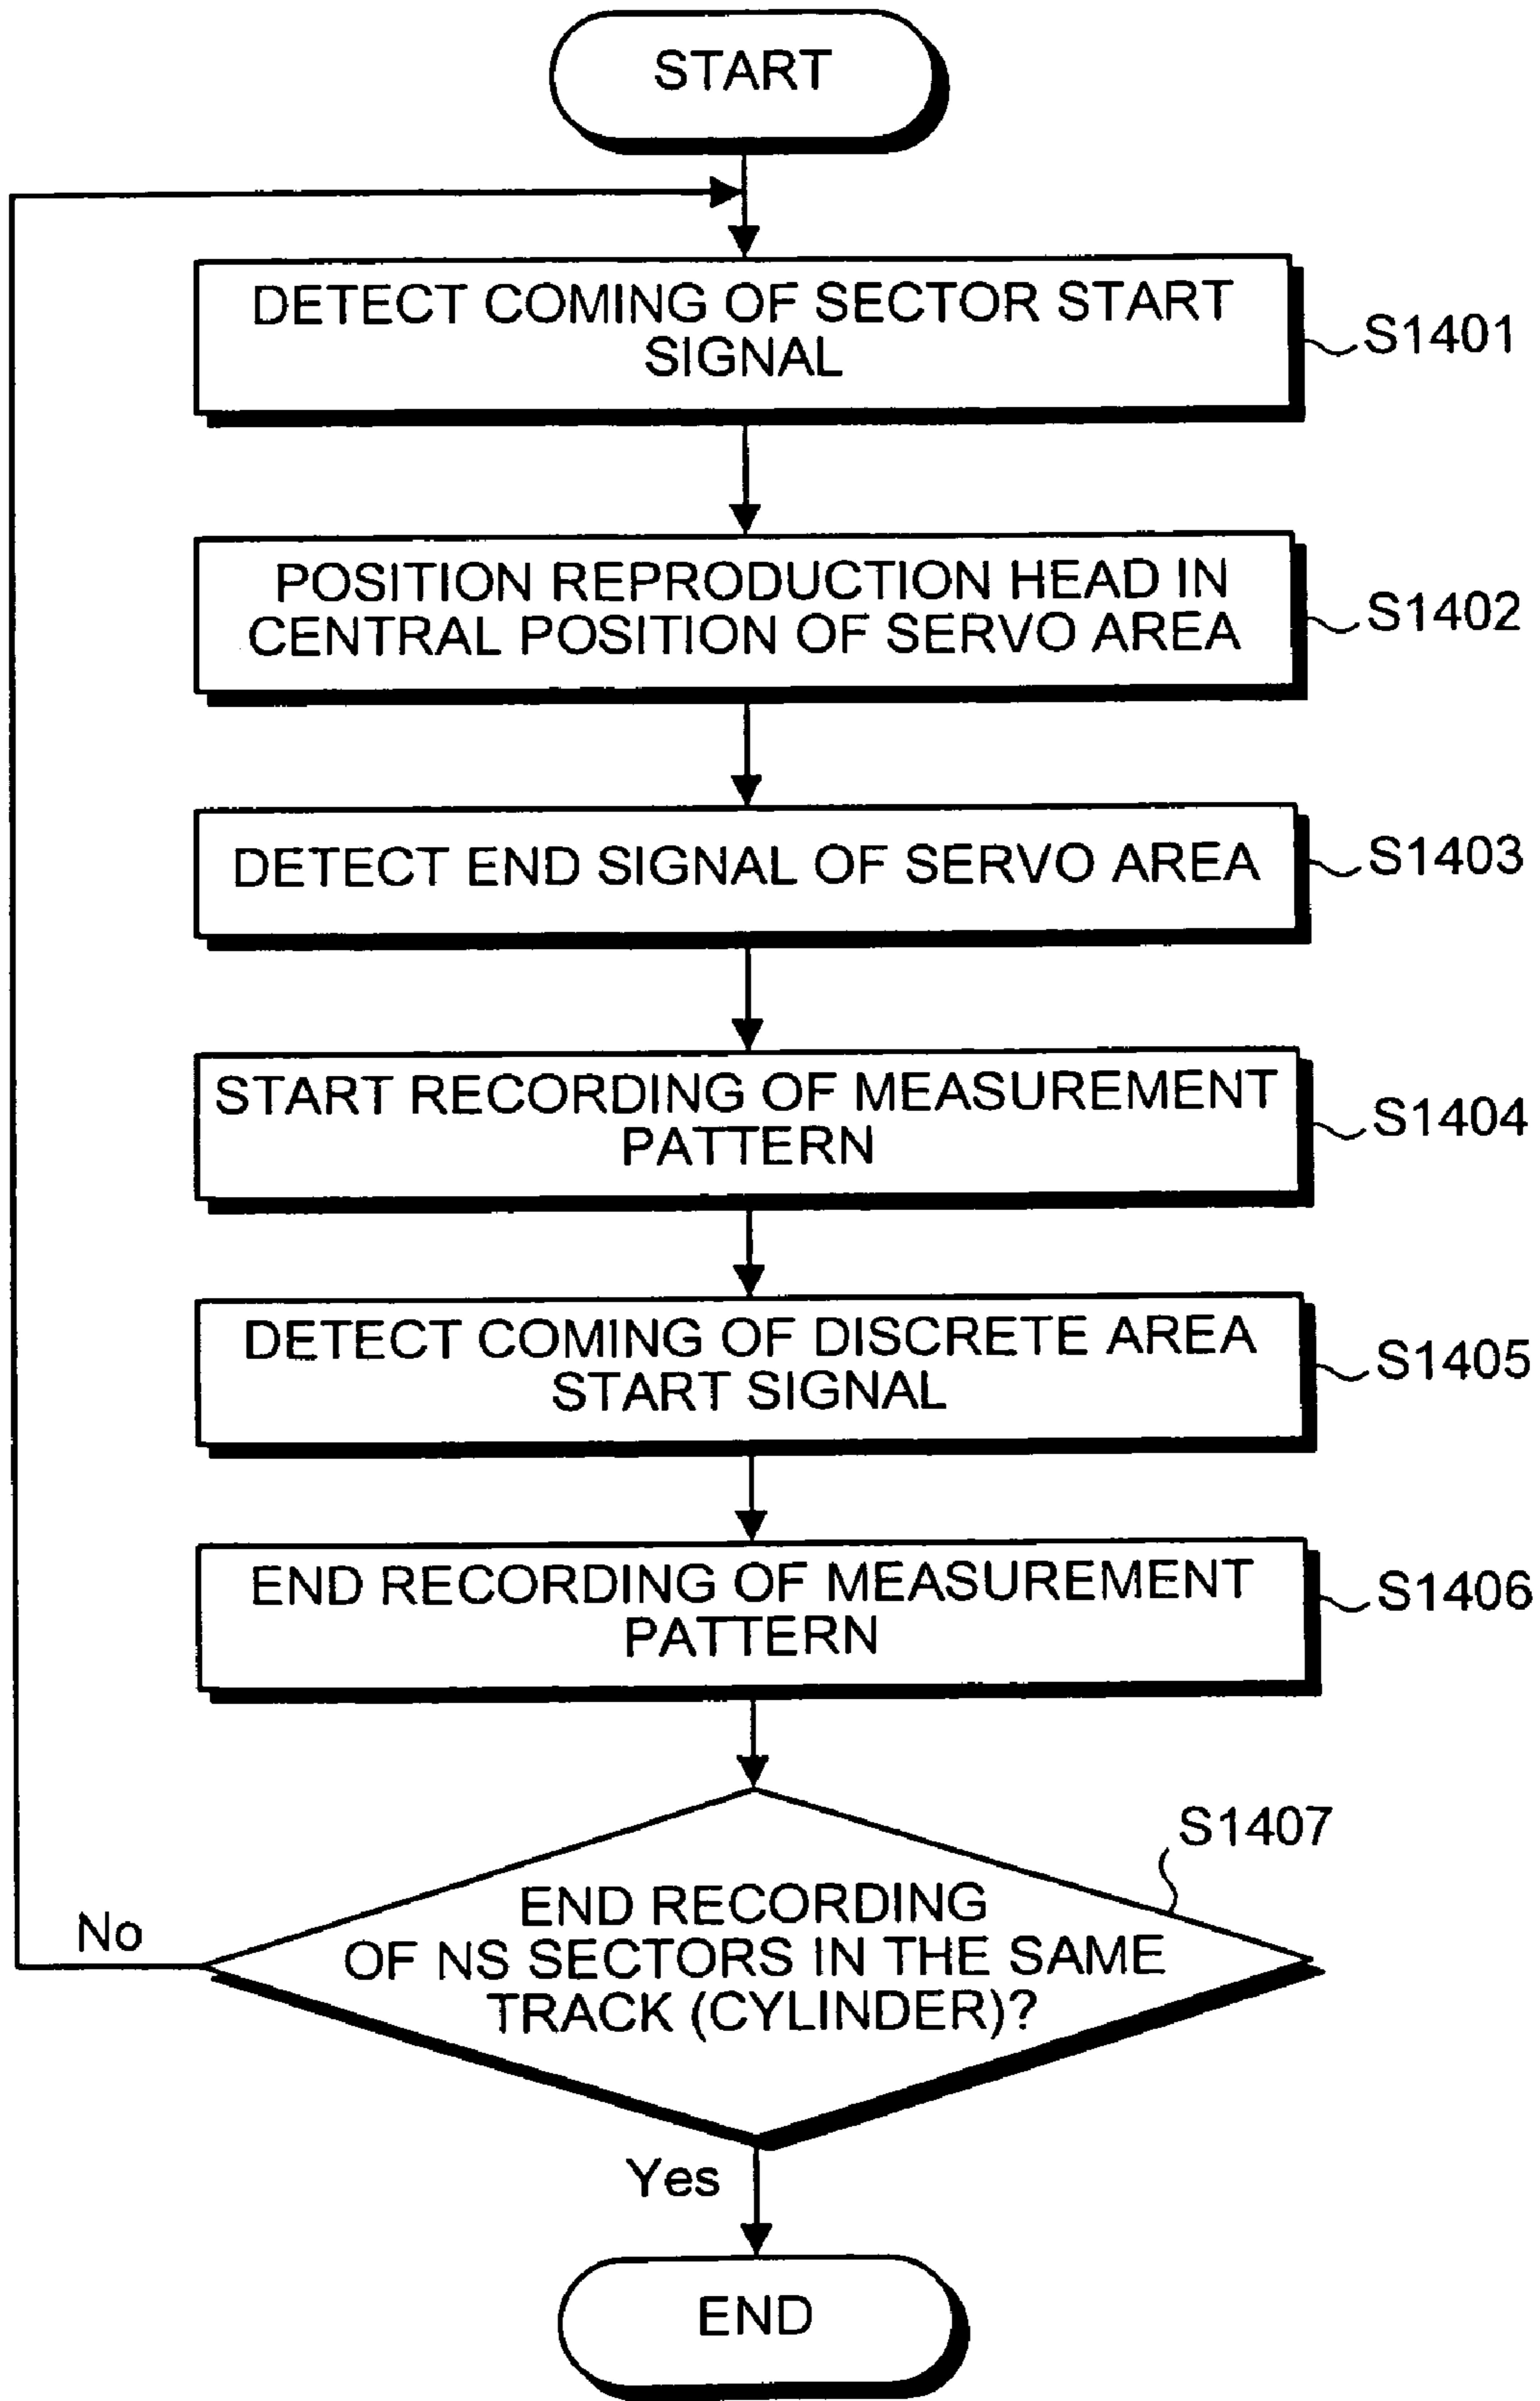 START
DETECT COMING OF SECTOR START
SIGNAL
S1401
POSITION REPRODUCTION HEAD IN
CENTRAL POSITION OF SERVO AREA
S1402
DETECT END SIGNAL OF SERVO AREA
S1403
START RECORDING OF MEASUREMENT
PATTERN
S1404
DETECT COMING OF DISCRETE AREA
START SIGNAL
S1405
END RECORDING OF MEASUREMENT
PATTERN
S1406
S1407
END RECORDING
OF NS SECTORS IN THE SAME
TRACK (CYLINDER)?
No
Yes
END